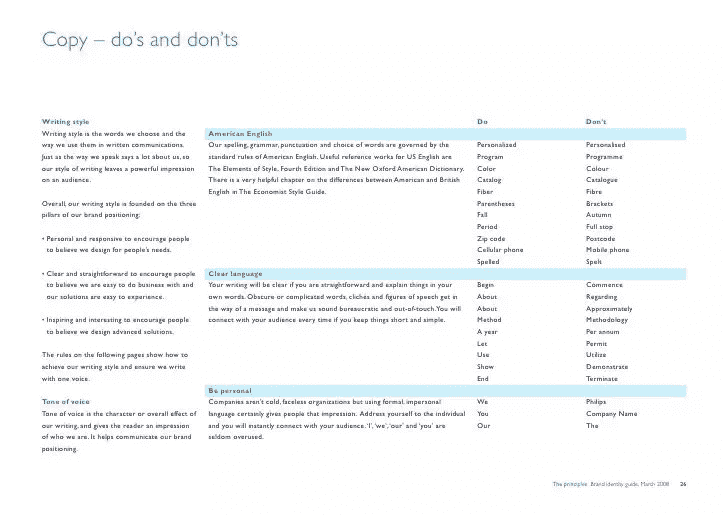 Copy – do's and don'ts
Writing style
Writing style is the words we choose and the
way we use them in written communications.
Just as the way we speak says a lot about us, so
our style of writing leaves a powerful impression
on an audience.
Overall, our writing style is founded on the three
pillars of our brand positioning:
• Personal and responsive to encourage people
to believe we design for people's needs.
• Clear and straightforward to encourage people
to believe we are easy to do business with and
our solutions are easy to experience.
• Inspiring and interesting to encourage people
to believe we design advanced solutions.
The rules on the following pages show how to
achieve our writing style and ensure we write
with one voice.
Tone of voice
Tone of voice is the character or overall effect of
our writing, and gives the reader an impression
of who we are. It helps communicate our brand
positioning.
American English
Our spelling, grammar, punctuation and choice of words are governed by the
standard rules of American English. Useful reference works for US English are
The Elements of Style, Fourth Edition and The New Oxford American Dictionary.
There is a very helpful chapter on the differences between American and British
English in The Economist Style Guide.
Do Don't
Personalized Personalised
Program Programme
Color Colour
Catalog Catalogue
Fiber Fibre
Parentheses Brackets
Fall Autumn
Period Full stop
Zip code Postcode
Cellular phone Mobile phone
Spelled Spelt
Clear language
Your writing will be clear if you are straightforward and explain things in your
own words. Obscure or complicated words, clichés and figures of speech get in
the way of a message and make us sound bureaucratic and out-of-touch. You will
connect with your audience every time if you keep things short and simple.
Begin Commence
About Regarding
About Approximately
Method Methodology
A year Per annum
Let Permit
Use Utilize
Show Demonstrate
End Terminate
Be personal
Companies aren't cold, faceless organizations but using formal, impersonal
language certainly gives people that impression. Address yourself to the individual
and you will instantly connect with your audience. 'I', 'we', 'our' and 'you' are
seldom overused.
We Philips
You Company Name
Our The
The principles Brand identity guide, March 2008 26